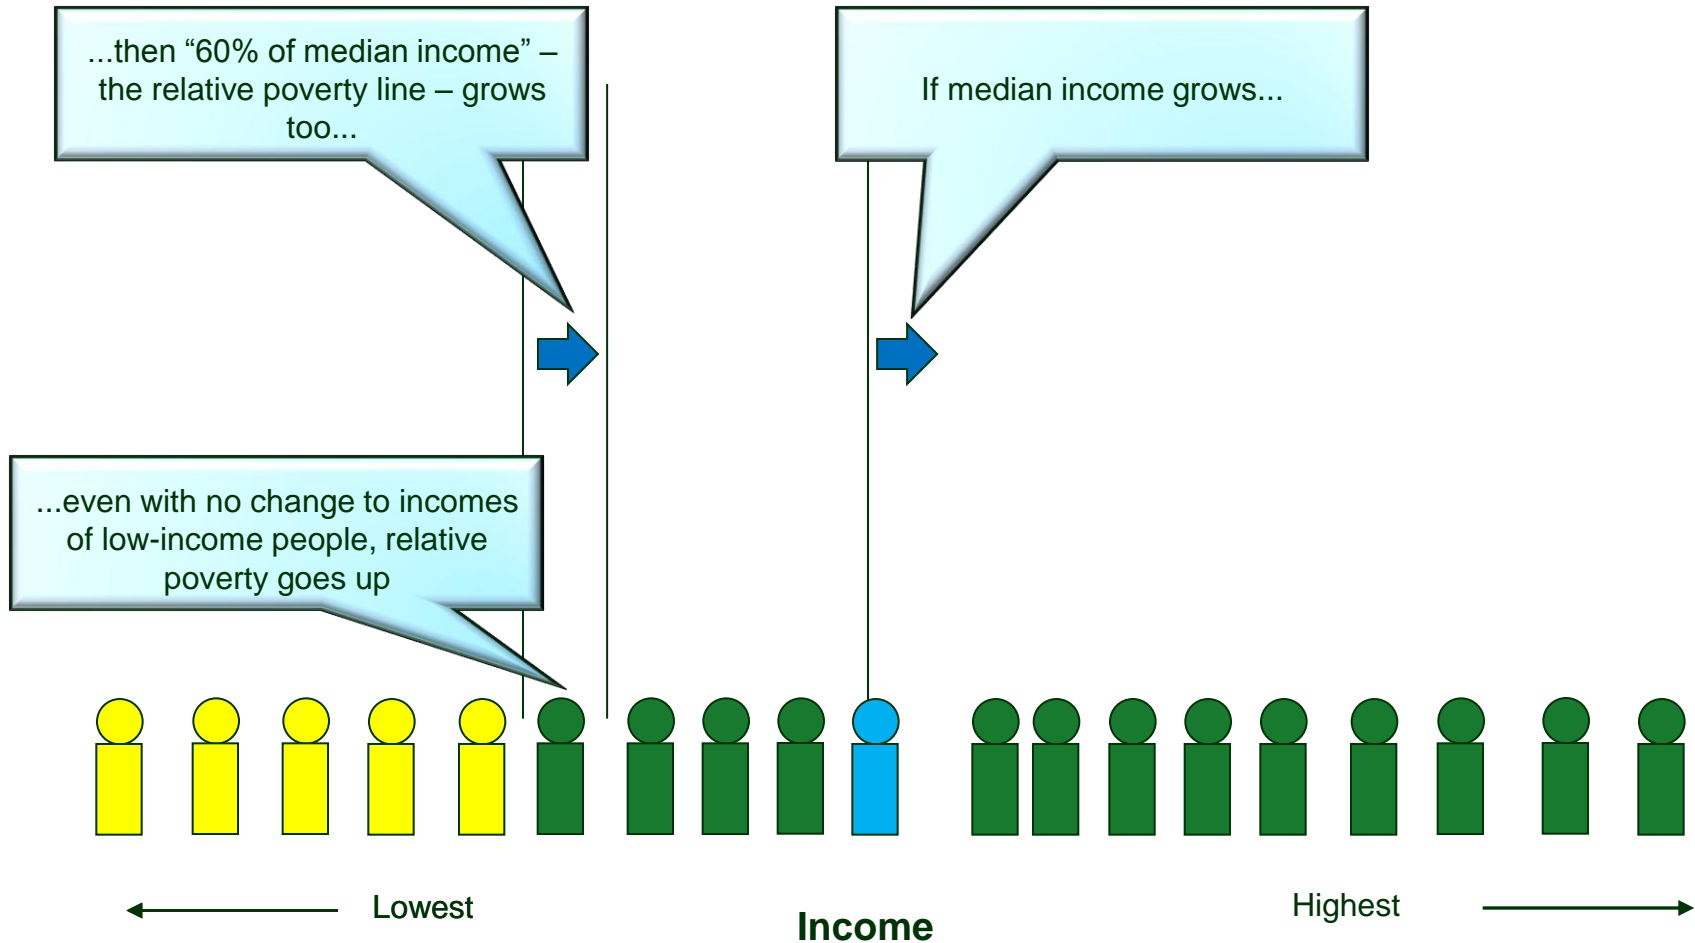 ...then “60% of median income” –
the relative poverty line – grows
too...
If median income grows...
...even with no change to incomes
of low-income people, relative
poverty goes up
Lowest
Income
Highest